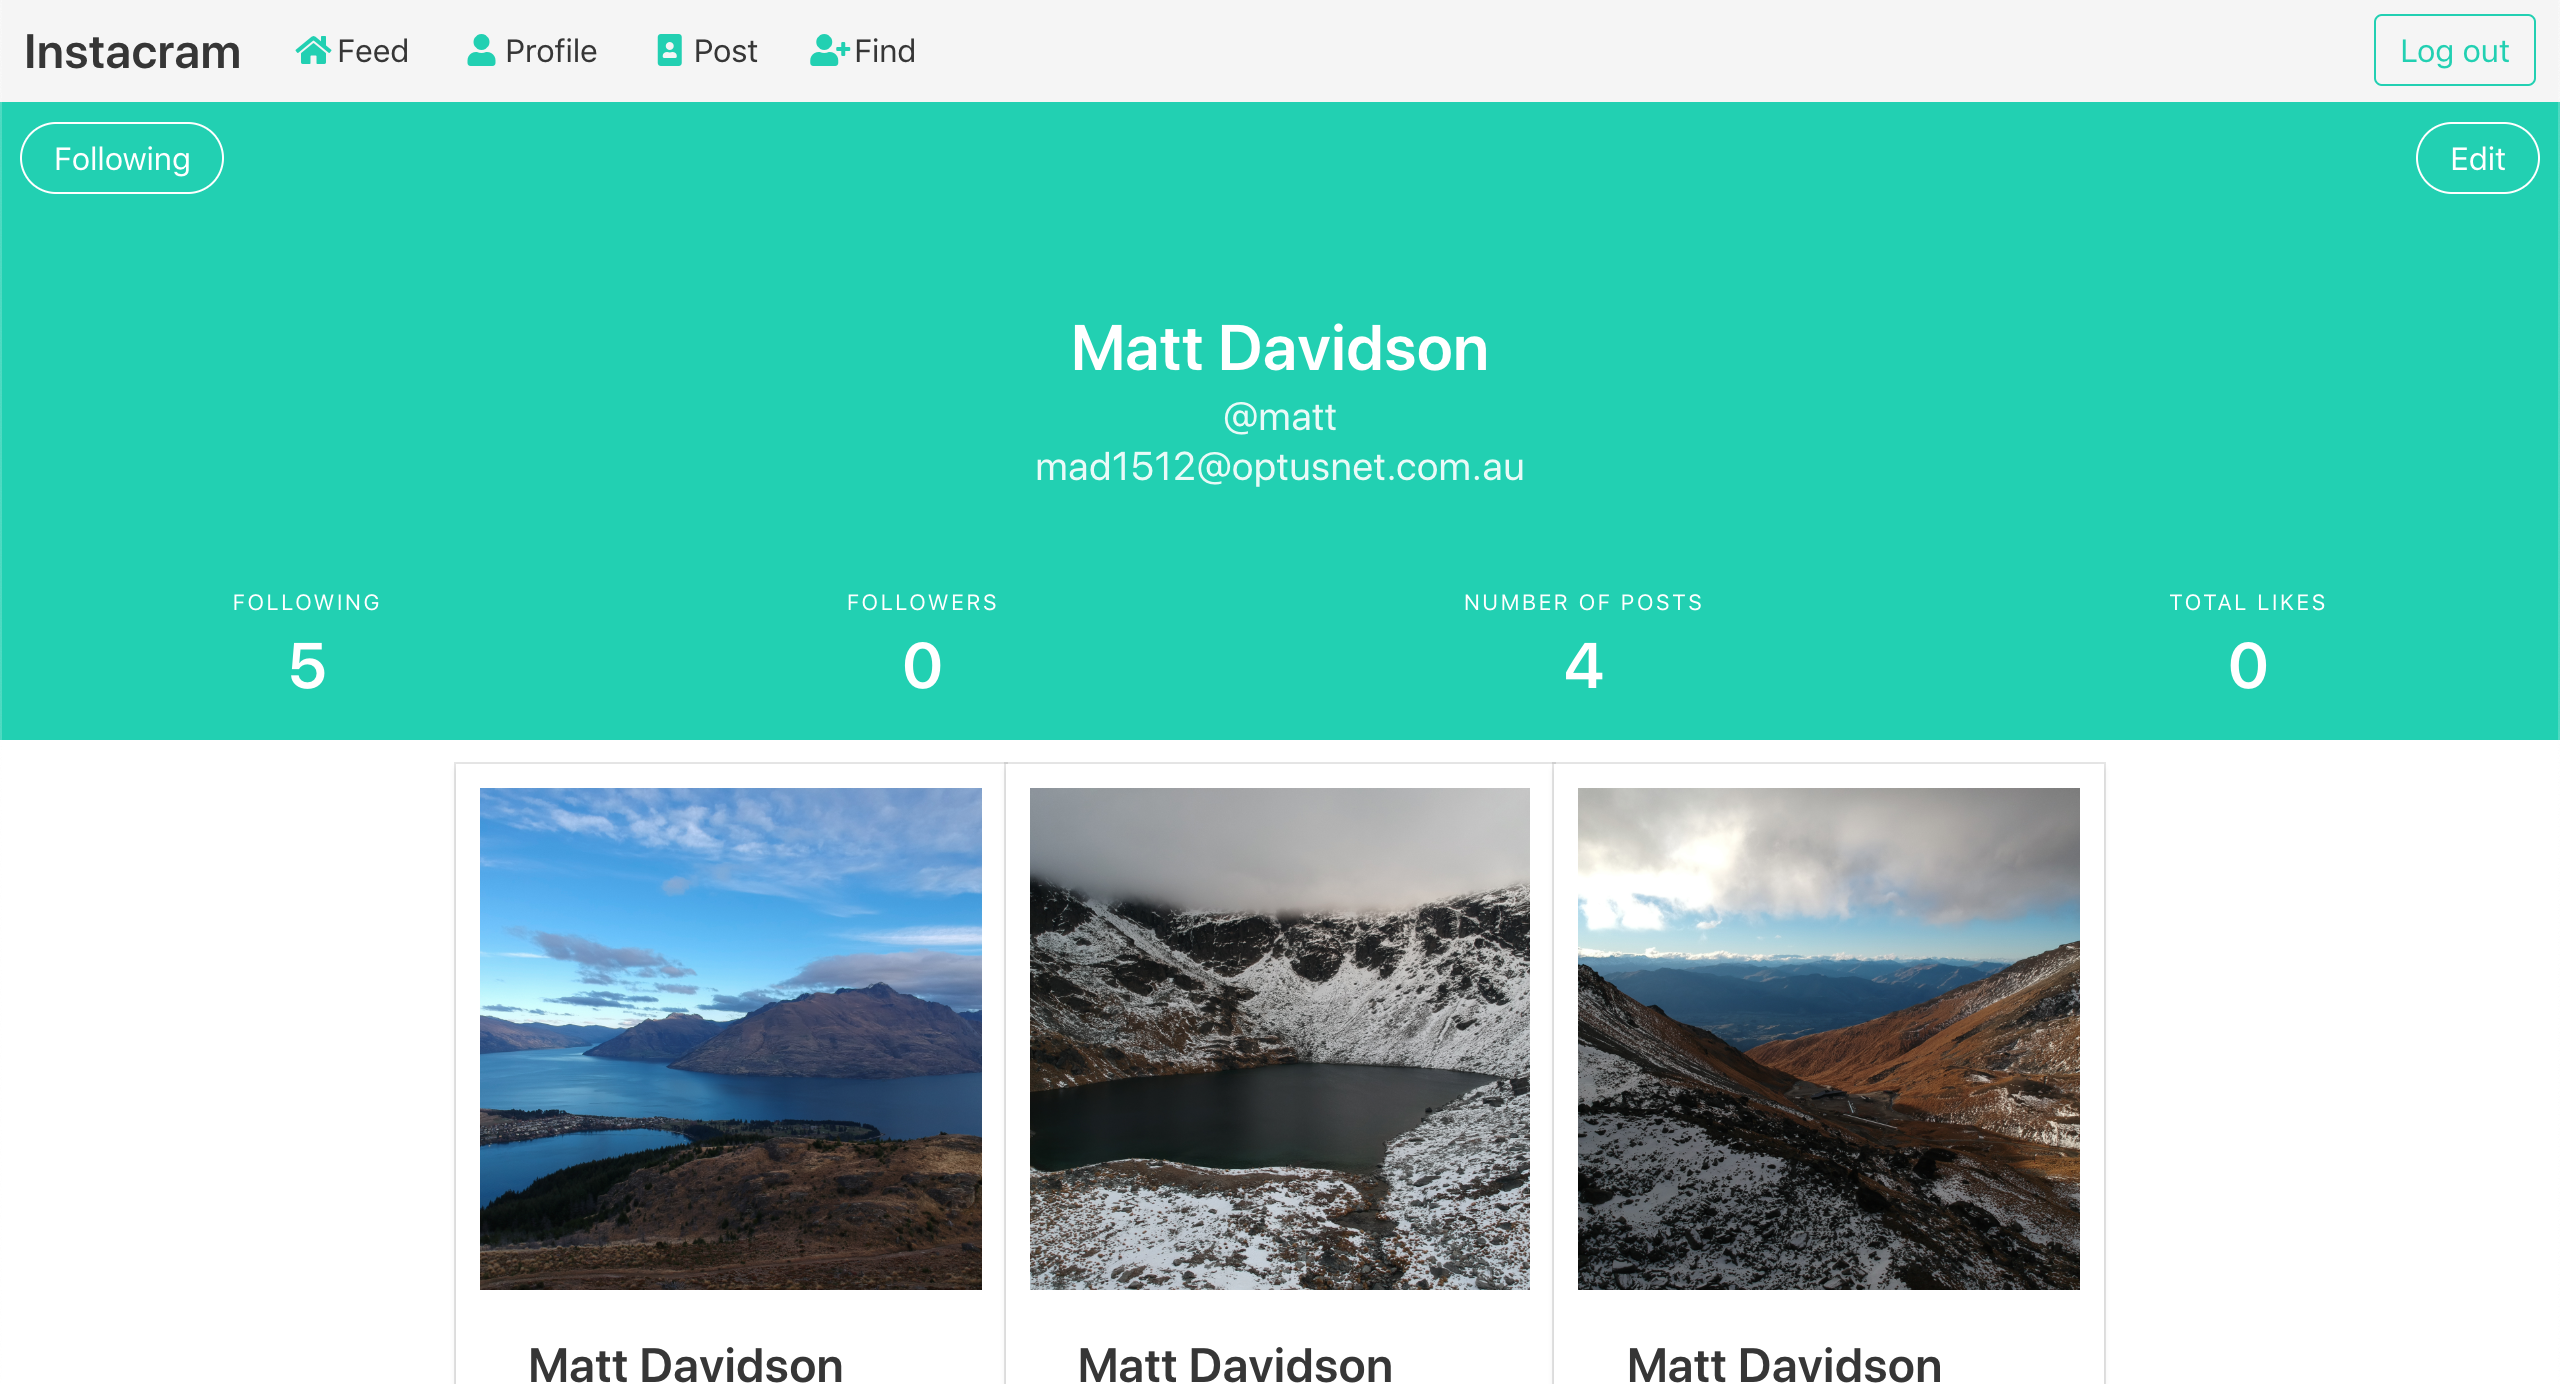 Instacram Feed Profile Post Find Log out
Following Edit
Matt Davidson
@matt
mad1512@optusnet.com.au
FOLLOWING FOLLOWERS NUMBER OF POSTS TOTAL LIKES
5 0 4 0
Matt Davidson Matt Davidson Matt Davidson